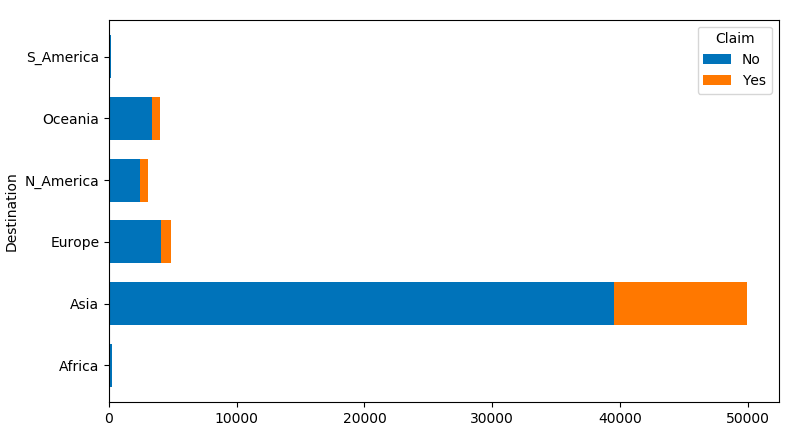 Claim
No
Yes
Destination
S_America
Oceania
N_America
Europe
Asia
Africa
0 10000 20000 30000 40000 50000